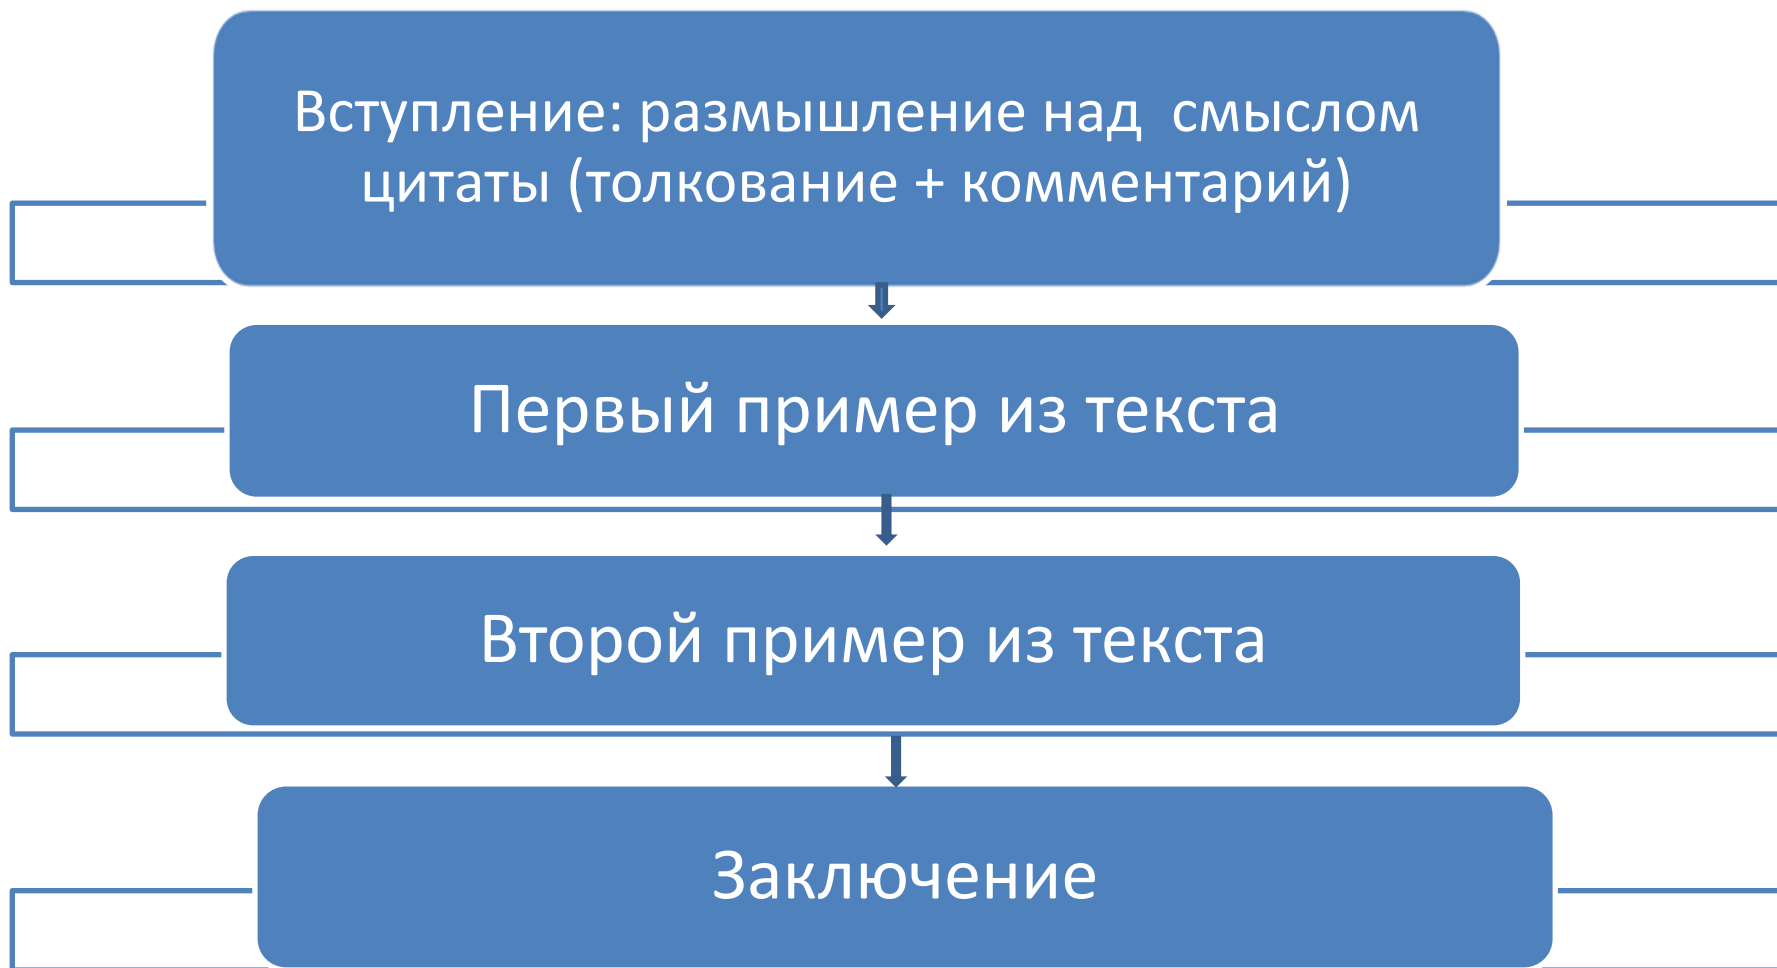 Вступление: размышление над смыслом
цитаты (толкование + комментарий)
Первый пример из текста
Второй пример из текста
Заключение